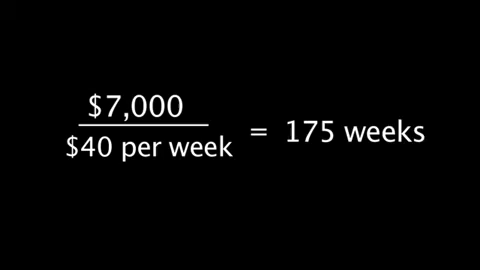 $7,000
$40 per week
= 175 weeks